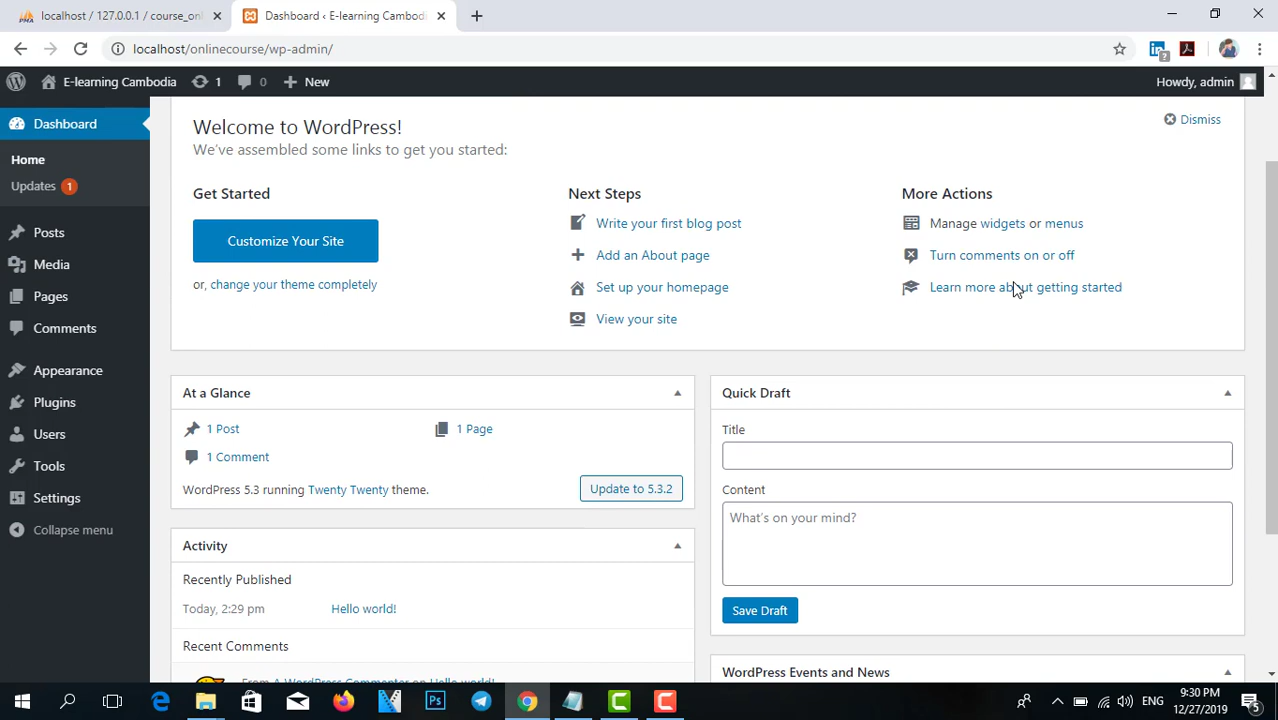 localhost / 127.0.0.1 / course_onl
Dashboard ‹ E-learning Cambodi
localhost/onlinecourse/wp-admin/
E-learning Cambodia 1 0 New Howdy, admin
Dashboard
Home
Updates 1
Posts
Media
Pages
Comments
Appearance
Plugins
Users
Tools
Settings
Collapse menu
Welcome to WordPress!
Dismiss
We've assembled some links to get you started:
Get Started
Customize Your Site
or, change your theme completely
Next Steps
Write your first blog post
Add an About page
Set up your homepage
View your site
More Actions
Manage widgets or menus
Turn comments on or off
Learn more about getting started
At a Glance
1 Post 1 Page
1 Comment
WordPress 5.3 running Twenty Twenty theme. Update to 5.3.2
Activity
Recently Published
Today, 2:29 pm Hello world!
Recent Comments
From A WordPress Commenter on Hello world!
Quick Draft
Title
Content
What's on your mind?
Save Draft
WordPress Events and News
ENG
9:30 PM
12/27/2019
5